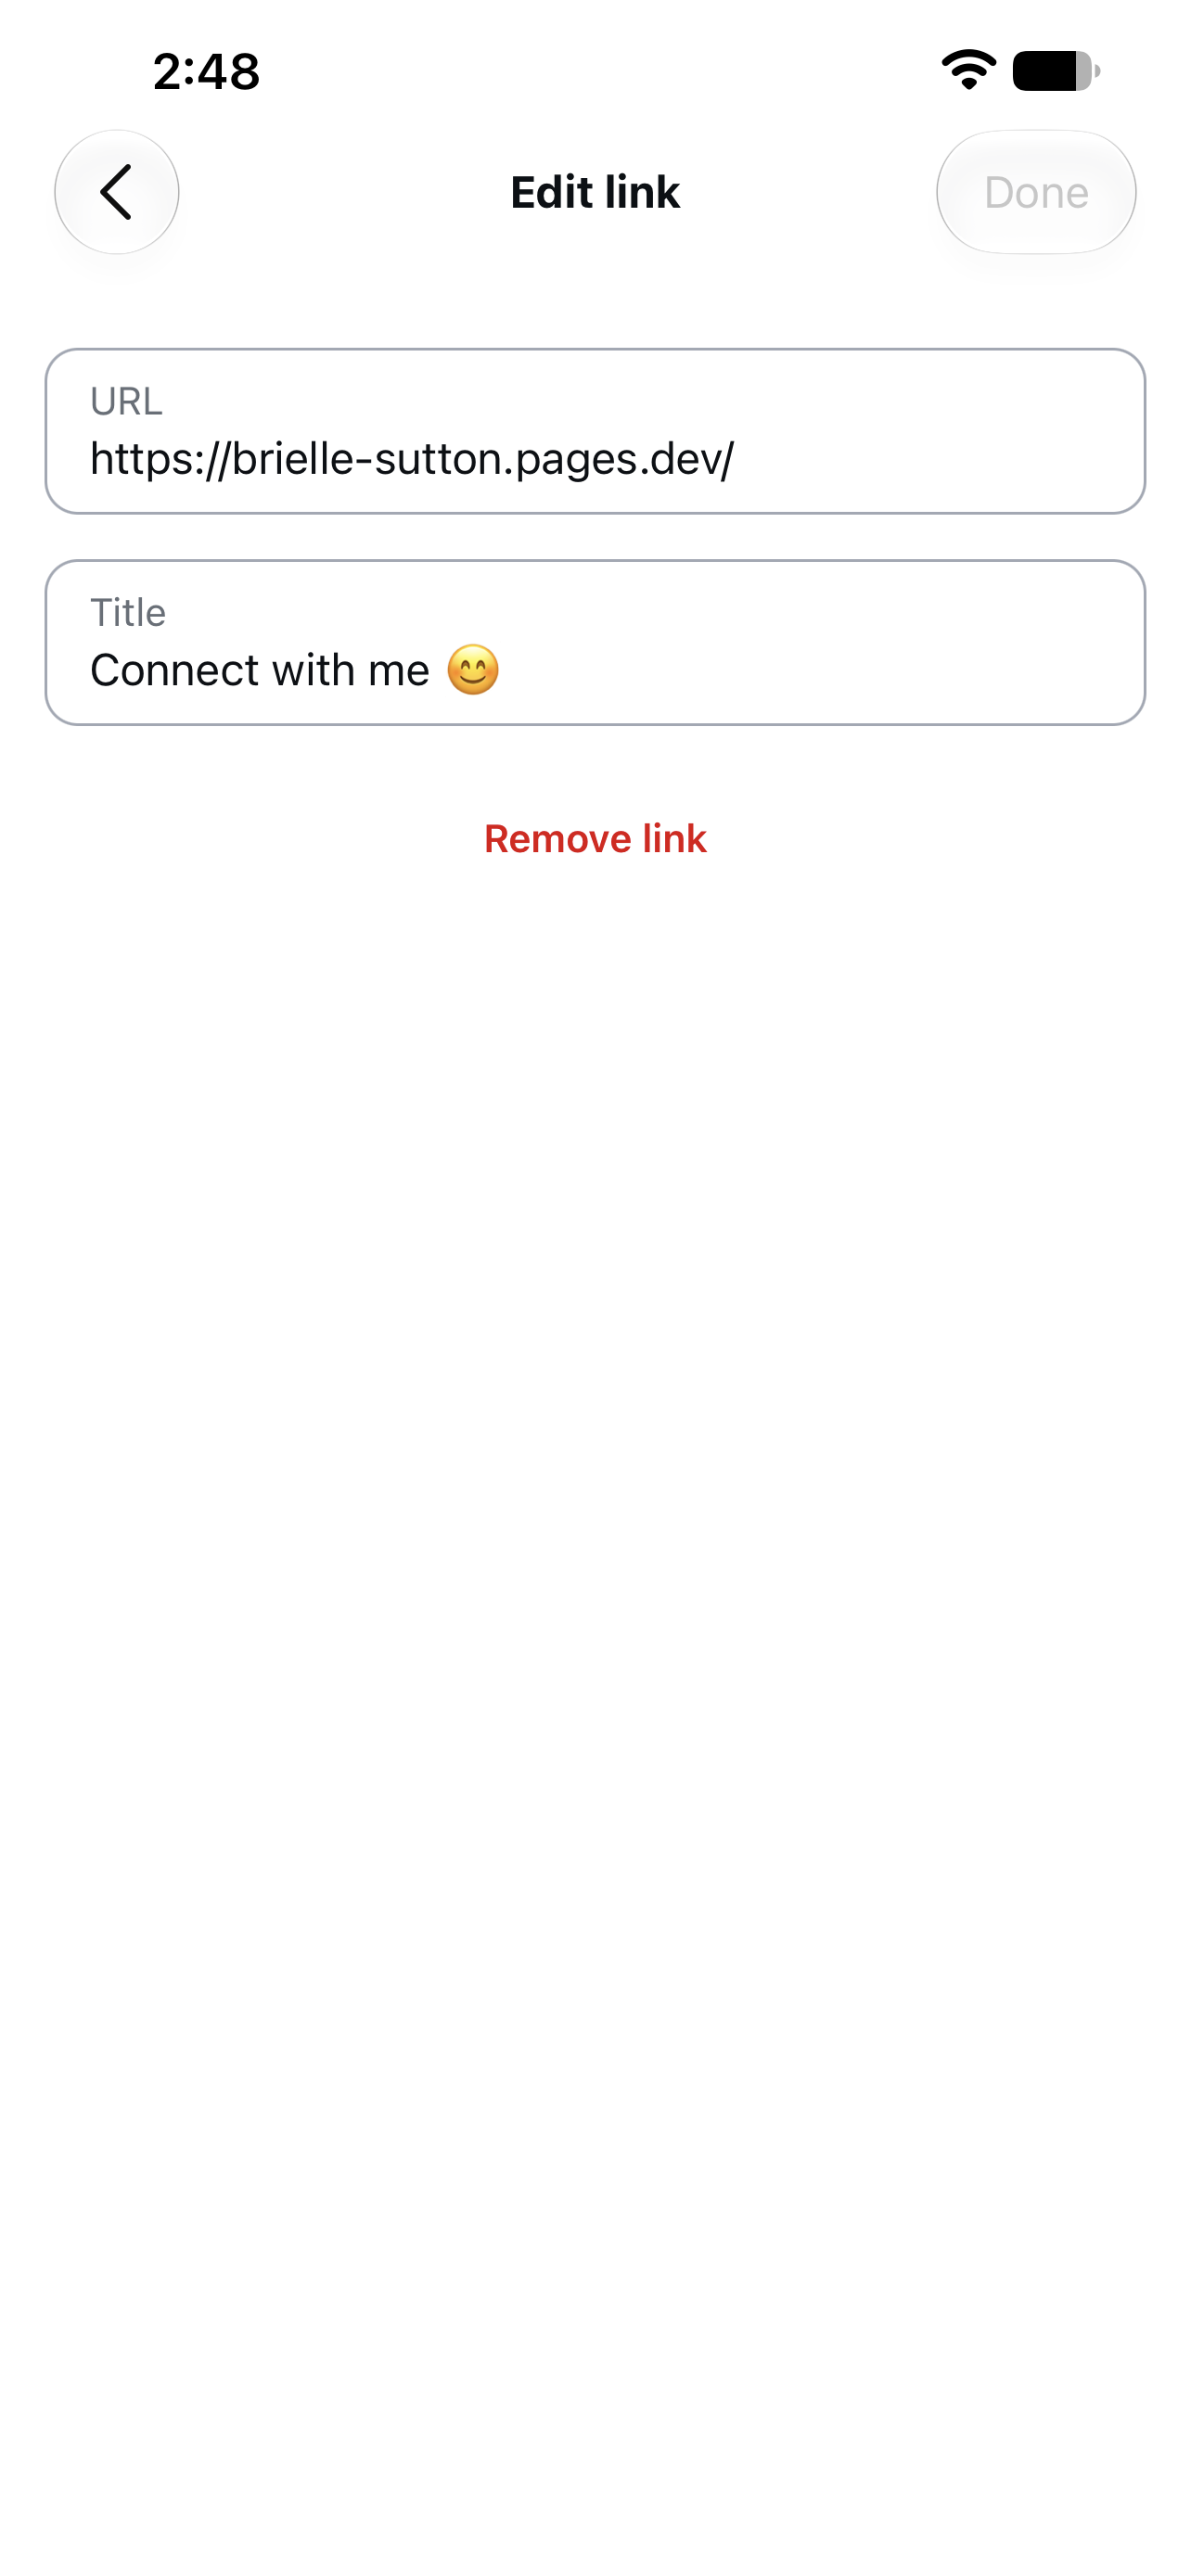 2:48
Edit link
Done
URL
https://brielle-sutton.pages.dev/
Title
Connect with me 😊
Remove link